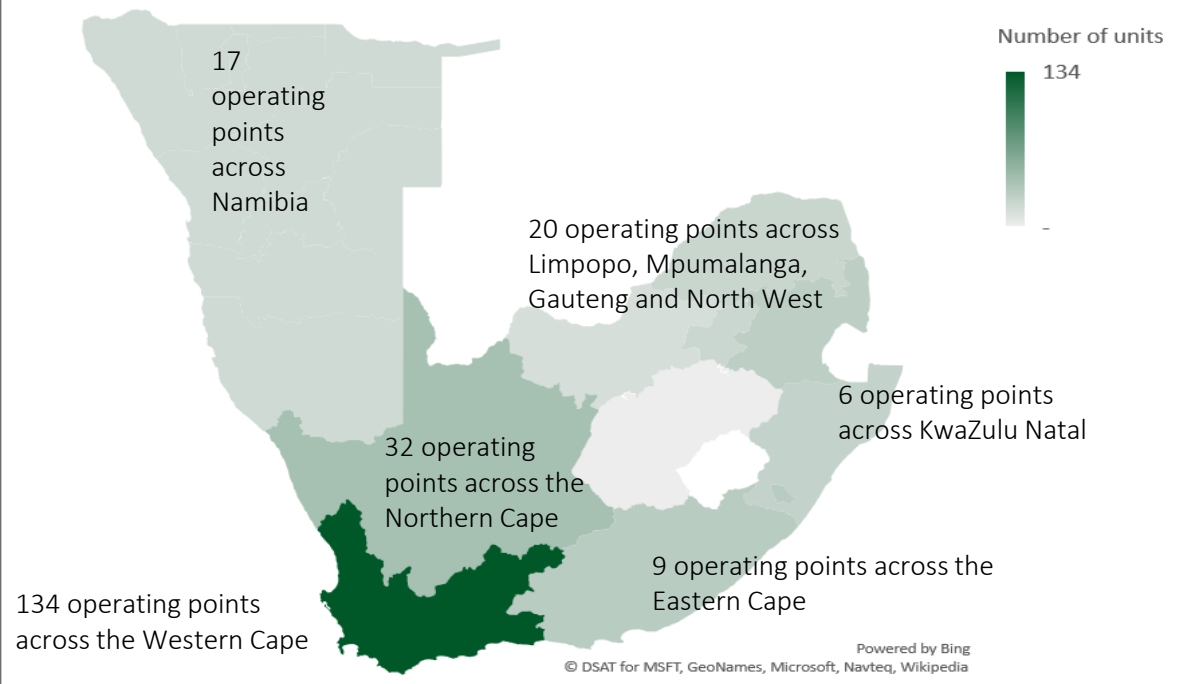 Number of units
134
-
17
operating
points
across
Namibia
20 operating points across
Limpopo, Mpumalanga,
Gauteng and North West
6 operating points
across KwaZulu Natal
32 operating
points across the
Northern Cape
9 operating points across the
Eastern Cape
134 operating points
across the Western Cape
Powered by Bing
© DSAT for MSFT, GeoNames, Microsoft, Navteq, Wikipedia